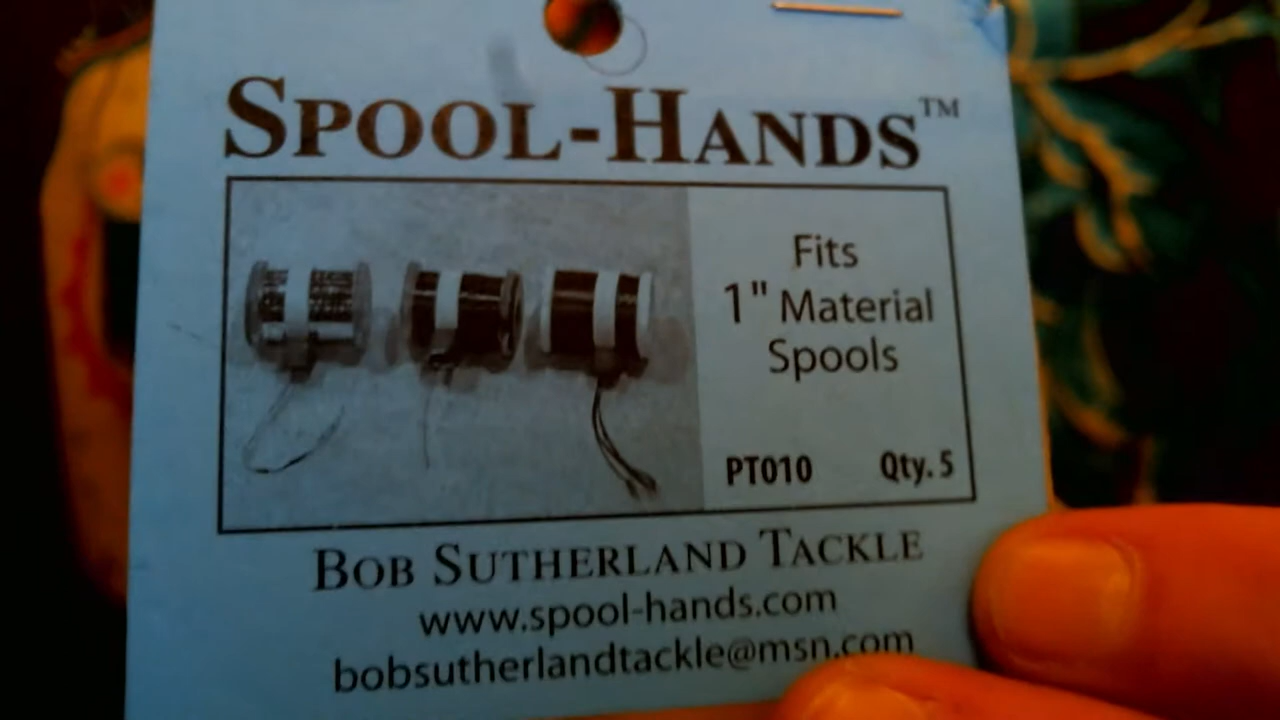 SPOOL-HANDS™
Fits
1" Material
Spools
PT010 Qty. 5
BOB SUTHERLAND TACKLE
www.spool-hands.com
bobsutherlandtackle@msn.com